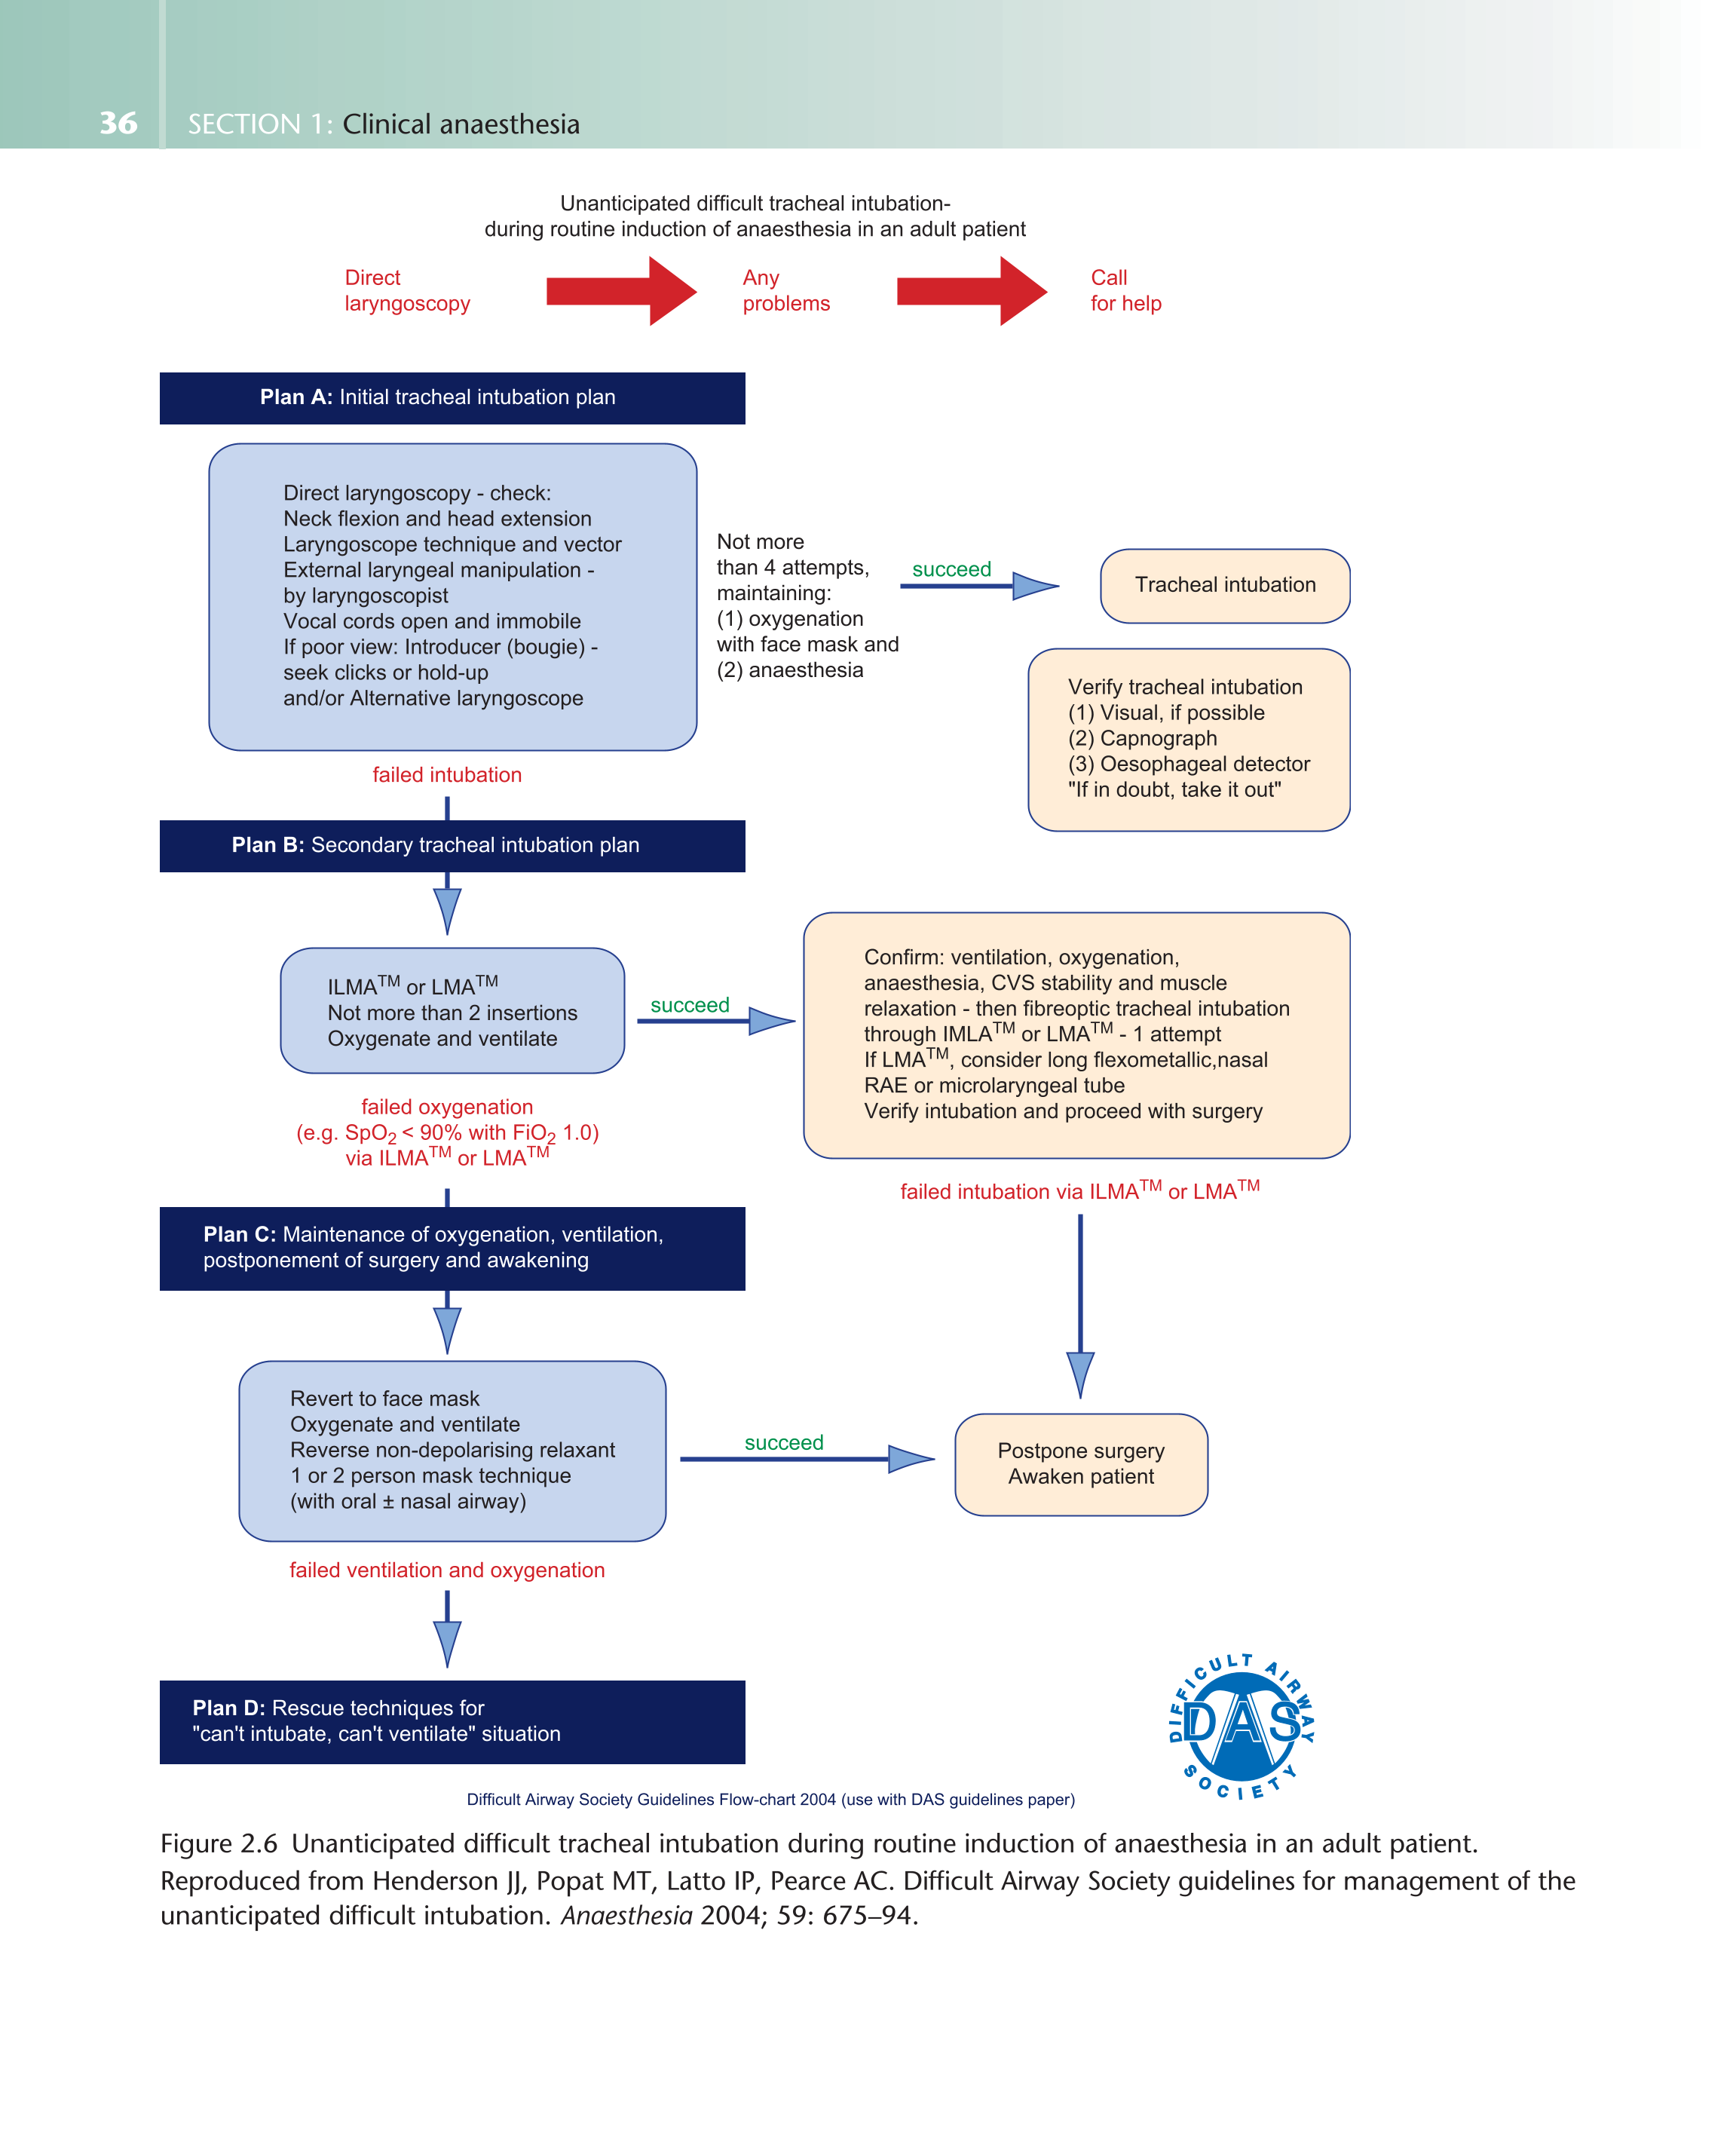 36 SECTION 1: Clinical anaesthesia
Unanticipated difficult tracheal intubation-
during routine induction of anaesthesia in an adult patient
Direct
laryngoscopy
Any
problems
Call
for help
Plan A: Initial tracheal intubation plan
Direct laryngoscopy - check:
Neck flexion and head extension
Laryngoscope technique and vector
External laryngeal manipulation -
by laryngoscopist
Vocal cords open and immobile
If poor view: Introducer (bougie) -
seek clicks or hold-up
and/or Alternative laryngoscope
Not more
than 4 attempts,
maintaining:
(1) oxygenation
with face mask and
(2) anaesthesia
succeed
Tracheal intubation
Verify tracheal intubation
(1) Visual, if possible
(2) Capnograph
(3) Oesophageal detector
"If in doubt, take it out"
failed intubation
Plan B: Secondary tracheal intubation plan
ILMA™ or LMA™
Not more than 2 insertions
Oxygenate and ventilate
succeed
Confirm: ventilation, oxygenation,
anaesthesia, CVS stability and muscle
relaxation - then fibreoptic tracheal intubation
through IMLA™ or LMA™ - 1 attempt
If LMA™, consider long flexometallic,nasal
RAE or microlaryngeal tube
Verify intubation and proceed with surgery
failed oxygenation
(e.g. SpO₂ < 90% with FiO₂ 1.0)
via ILMA™ or LMA™
failed intubation via ILMA™ or LMA™
Plan C: Maintenance of oxygenation, ventilation,
postponement of surgery and awakening
Revert to face mask
Oxygenate and ventilate
Reverse non-depolarising relaxant
1 or 2 person mask technique
(with oral ± nasal airway)
succeed
Postpone surgery
Awaken patient
failed ventilation and oxygenation
Plan D: Rescue techniques for
"can't intubate, can't ventilate" situation
DIFFICULT AIRWAY
DAS
SOCIETY
Difficult Airway Society Guidelines Flow-chart 2004 (use with DAS guidelines paper)
Figure 2.6 Unanticipated difficult tracheal intubation during routine induction of anaesthesia in an adult patient.
Reproduced from Henderson JJ, Popat MT, Latto IP, Pearce AC. Difficult Airway Society guidelines for management of the
unanticipated difficult intubation. Anaesthesia 2004; 59: 675–94.